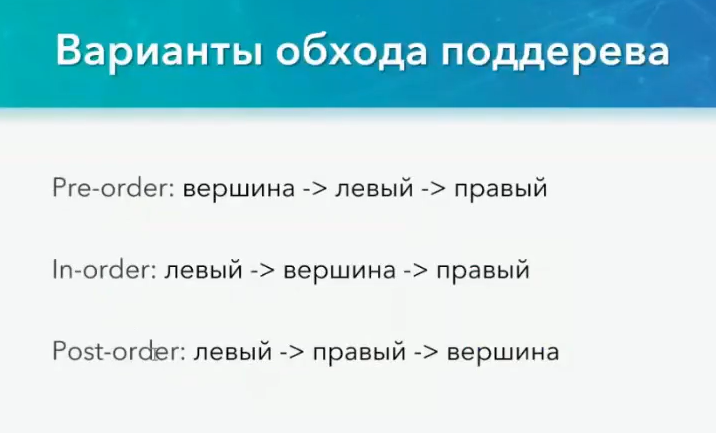 Варианты обхода поддерева
Pre-order: вершина -> левый -> правый
In-order: левый -> вершина -> правый
Post-order: левый -> правый -> вершина